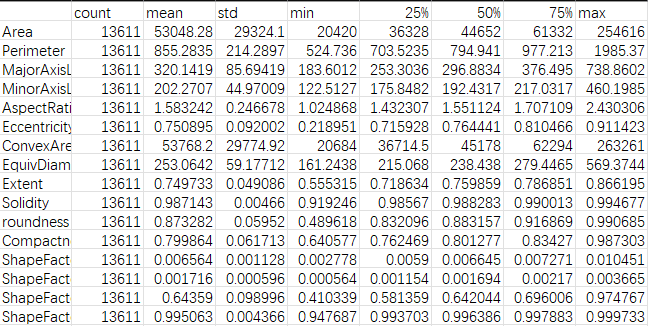 count mean std min 25% 50% 75% max
Area 13611 53048.28 29324.1 20420 36328 44652 61332 254616
Perimeter 13611 855.2835 214.2897 524.736 703.5235 794.941 977.213 1985.37
MajorAxisL 13611 320.1419 85.69419 183.6012 253.3036 296.8834 376.495 738.8602
MinorAxisL 13611 202.2707 44.97009 122.5127 175.8482 192.4317 217.0317 460.1985
AspectRati 13611 1.583242 0.246678 1.024868 1.432307 1.551124 1.707109 2.430306
Eccentricity 13611 0.750895 0.092002 0.218951 0.715928 0.764441 0.810466 0.911423
ConvexAre 13611 53768.2 29774.92 20684 36714.5 45178 62294 263261
EquivDiam 13611 253.0642 59.17712 161.2438 215.068 238.438 279.4465 569.3744
Extent 13611 0.749733 0.049086 0.555315 0.718634 0.759859 0.786851 0.866195
Solidity 13611 0.987143 0.00466 0.919246 0.98567 0.988283 0.990013 0.994677
roundness 13611 0.873282 0.05952 0.489618 0.832096 0.883157 0.916869 0.990685
Compactn 13611 0.799864 0.061713 0.640577 0.762469 0.801277 0.83427 0.987303
ShapeFact 13611 0.006564 0.001128 0.002778 0.0059 0.006645 0.007271 0.010451
ShapeFact 13611 0.001716 0.000596 0.000564 0.001154 0.001694 0.00217 0.003665
ShapeFact 13611 0.64359 0.098996 0.410339 0.581359 0.642044 0.696006 0.974767
ShapeFact 13611 0.995063 0.004366 0.947687 0.993703 0.996386 0.997883 0.999733